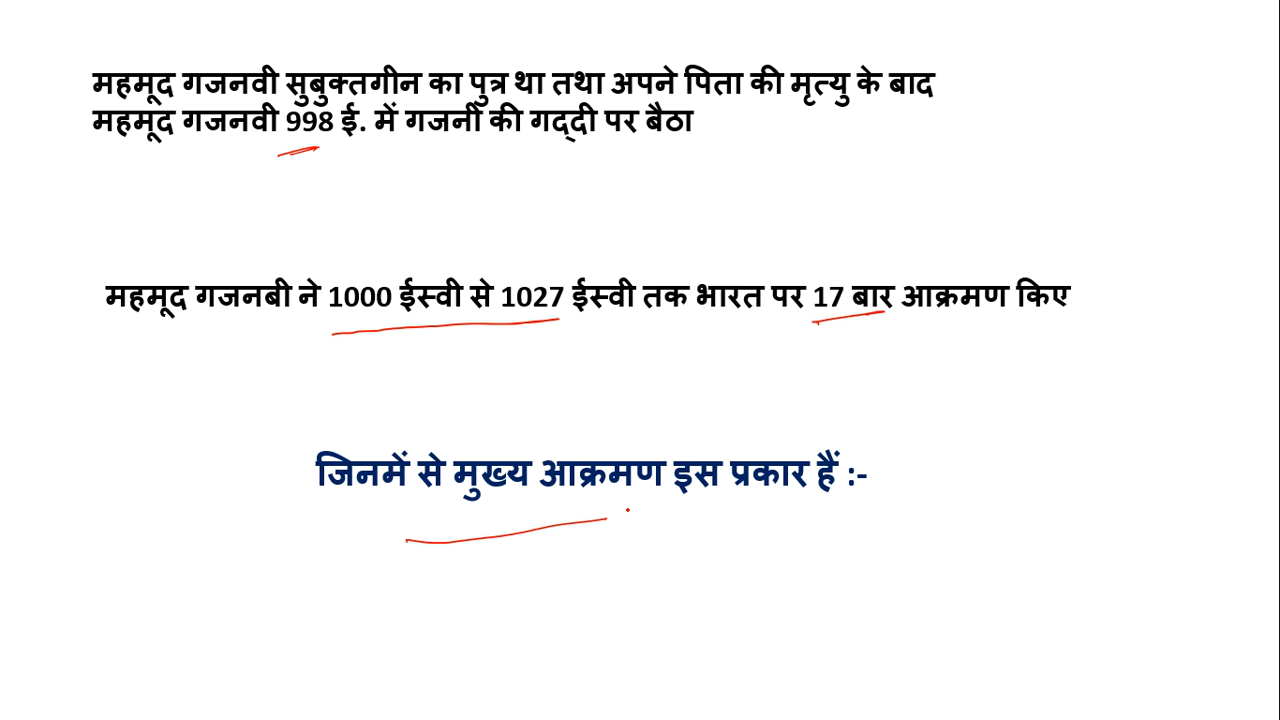 महमूद गजनवी सुबुक्तगीन का पुत्र था तथा अपने पिता की मृत्यु के बाद
महमूद गजनवी 998 ई. में गजनी की गद्दी पर बैठा
महमूद गजनबी ने 1000 ईस्वी से 1027 ईस्वी तक भारत पर 17 बार आक्रमण किए
जिनमें से मुख्य आक्रमण इस प्रकार हैं :-